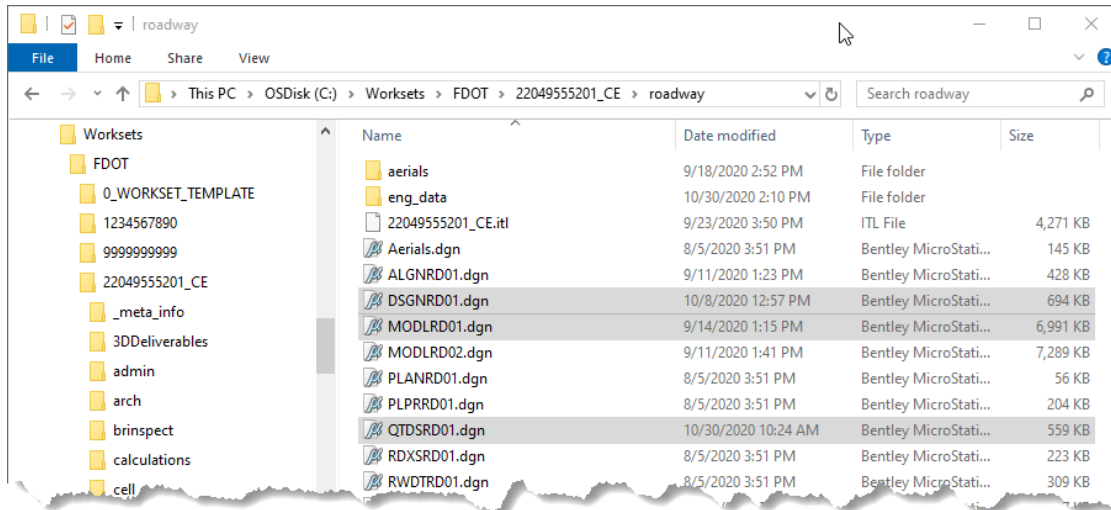 roadway
File Home Share View
This PC > OSDisk (C:) > Worksets > FDOT > 22049555201_CE > roadway Search roadway
Worksets
FDOT
0_WORKSET_TEMPLATE
1234567890
9999999999
22049555201_CE
_meta_info
3DDeliverables
admin
arch
brinspect
calculations
cell
Name Date modified Type Size
aerials 9/18/2020 2:52 PM File folder
eng_data 10/30/2020 2:10 PM File folder
22049555201_CE.itl 9/23/2020 3:50 PM ITL File 4,271 KB
Aerials.dgn 8/5/2020 3:51 PM Bentley MicroStati... 145 KB
ALGNRD01.dgn 9/11/2020 1:23 PM Bentley MicroStati... 428 KB
DSGNRD01.dgn 10/8/2020 12:57 PM Bentley MicroStati... 694 KB
MODLRD01.dgn 9/14/2020 1:15 PM Bentley MicroStati... 6,991 KB
MODLRD02.dgn 9/11/2020 1:41 PM Bentley MicroStati... 7,289 KB
PLANRD01.dgn 8/5/2020 3:51 PM Bentley MicroStati... 56 KB
PLPRRD01.dgn 8/5/2020 3:51 PM Bentley MicroStati... 204 KB
QTDSRD01.dgn 10/30/2020 10:24 AM Bentley MicroStati... 559 KB
RDXSRD01.dgn 8/5/2020 3:51 PM Bentley MicroStati... 223 KB
RWDTRD01.dgn 8/5/2020 3:51 PM Bentley MicroStati... 309 KB